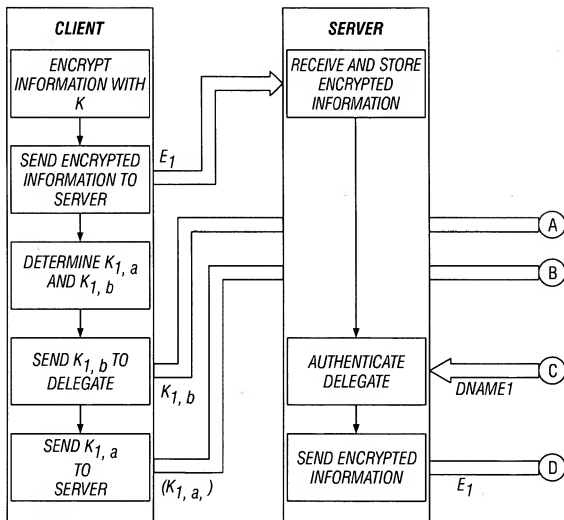 CLIENT
ENCRYPT
INFORMATION WITH
K
SEND ENCRYPTED
INFORMATION TO
SERVER
E1
DETERMINE K1, a
AND K1, b
SEND K1, b TO
DELEGATE
K1, b
SEND K1, a
TO
SERVER
(K1, a, )
SERVER
RECEIVE AND STORE
ENCRYPTED
INFORMATION
A
B
AUTHENTICATE
DELEGATE
C
DNAME1
SEND ENCRYPTED
INFORMATION
D
E1